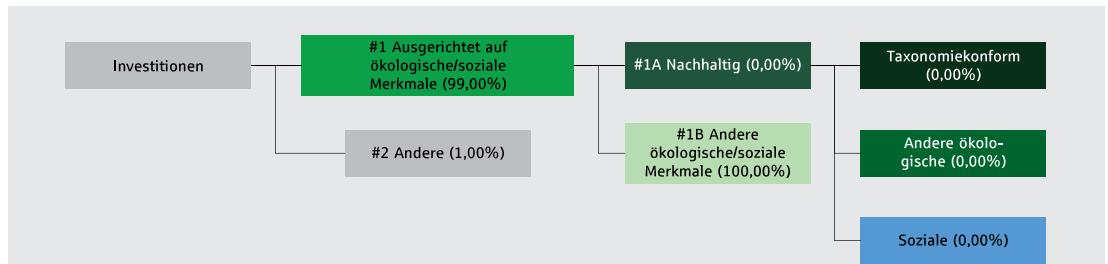 Investitionen
#1 Ausgerichtet auf
ökologische/soziale
Merkmale (99,00%)
#2 Andere (1,00%)
#1A Nachhaltig (0,00%)
#1B Andere
ökologische/soziale
Merkmale (100,00%)
Taxonomiekonform
(0,00%)
Andere ökolo-
gische (0,00%)
Soziale (0,00%)